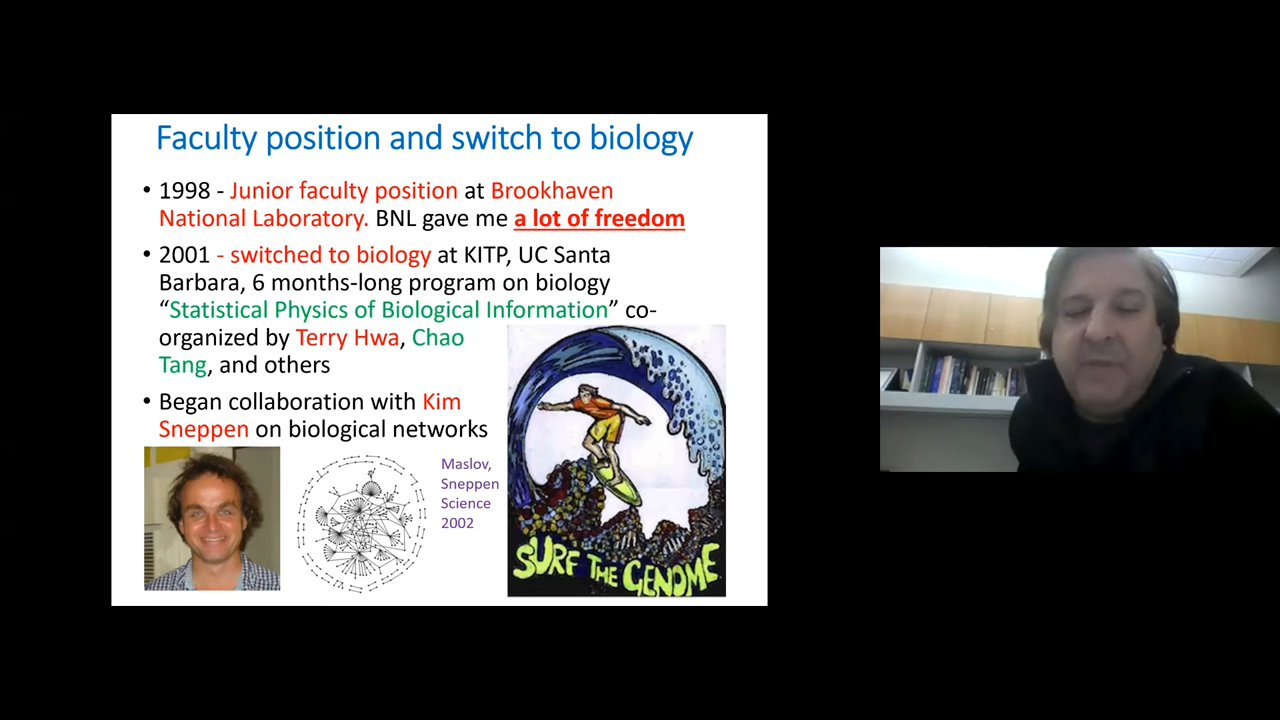 Faculty position and switch to biology
• 1998 - Junior faculty position at Brookhaven
National Laboratory. BNL gave me a lot of freedom
• 2001 - switched to biology at KITP, UC Santa
Barbara, 6 months-long program on biology
“Statistical Physics of Biological Information” co-
organized by Terry Hwa, Chao
Tang, and others
• Began collaboration with Kim
Sneppen on biological networks
Maslov,
Sneppen
Science
2002
SURF THE GENOME